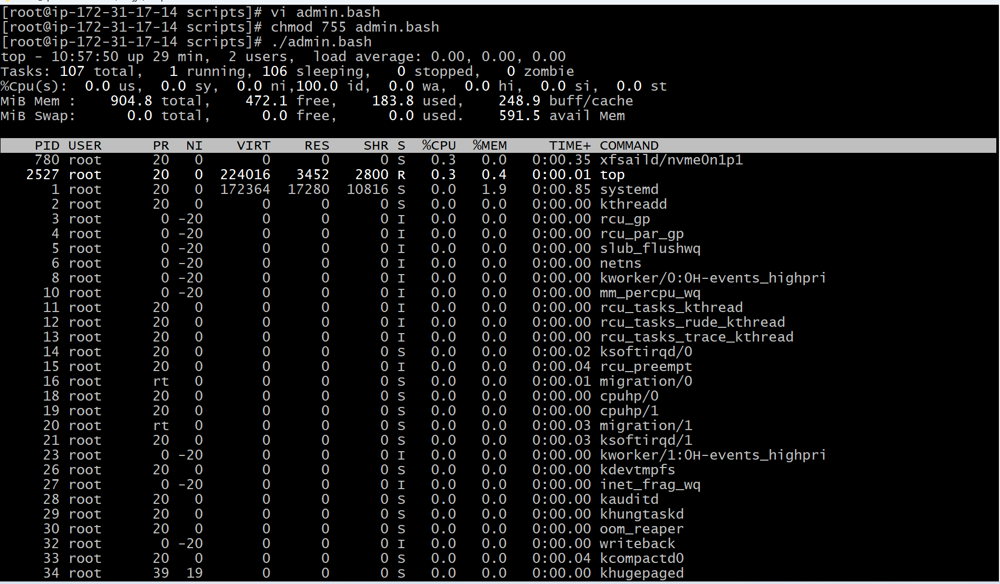 [root@ip-172-31-17-14 scripts]# vi admin.bash
[root@ip-172-31-17-14 scripts]# chmod 755 admin.bash
[root@ip-172-31-17-14 scripts]# ./admin.bash
top - 10:57:50 up 29 min,  2 users,  load average: 0.00, 0.00, 0.00
Tasks: 107 total,   1 running, 106 sleeping,   0 stopped,   0 zombie
%Cpu(s):  0.0 us,  0.0 sy,  0.0 ni,100.0 id,  0.0 wa,  0.0 hi,  0.0 si,  0.0 st
MiB Mem :    904.8 total,    472.1 free,    183.8 used,    248.9 buff/cache
MiB Swap:      0.0 total,      0.0 free,      0.0 used.    591.5 avail Mem
PID USER      PR  NI    VIRT    RES    SHR S  %CPU  %MEM     TIME+ COMMAND
780 root      20   0       0      0      0 S   0.3   0.0   0:00.35 xfsaild/nvme0n1p1
2527 root      20   0  224016   3452   2800 R   0.3   0.4   0:00.01 top
1 root      20   0  172364  17280  10816 S   0.0   1.9   0:00.85 systemd
2 root      20   0       0      0      0 S   0.0   0.0   0:00.00 kthreadd
3 root       0 -20       0      0      0 I   0.0   0.0   0:00.00 rcu_gp
4 root       0 -20       0      0      0 I   0.0   0.0   0:00.00 rcu_par_gp
5 root       0 -20       0      0      0 I   0.0   0.0   0:00.00 slub_flushwq
6 root       0 -20       0      0      0 I   0.0   0.0   0:00.00 netns
8 root       0 -20       0      0      0 I   0.0   0.0   0:00.00 kworker/0:0H-events_highpri
10 root       0 -20       0      0      0 I   0.0   0.0   0:00.00 mm_percpu_wq
11 root      20   0       0      0      0 I   0.0   0.0   0:00.00 rcu_tasks_kthread
12 root      20   0       0      0      0 I   0.0   0.0   0:00.00 rcu_tasks_rude_kthread
13 root      20   0       0      0      0 I   0.0   0.0   0:00.00 rcu_tasks_trace_kthread
14 root      20   0       0      0      0 S   0.0   0.0   0:00.02 ksoftirqd/0
15 root      20   0       0      0      0 I   0.0   0.0   0:00.04 rcu_preempt
16 root      rt   0       0      0      0 S   0.0   0.0   0:00.01 migration/0
18 root      20   0       0      0      0 S   0.0   0.0   0:00.00 cpuhp/0
19 root      20   0       0      0      0 S   0.0   0.0   0:00.00 cpuhp/1
20 root      rt   0       0      0      0 S   0.0   0.0   0:00.03 migration/1
21 root      20   0       0      0      0 S   0.0   0.0   0:00.03 ksoftirqd/1
23 root       0 -20       0      0      0 I   0.0   0.0   0:00.00 kworker/1:0H-events_highpri
26 root      20   0       0      0      0 S   0.0   0.0   0:00.00 kdevtmpfs
27 root       0 -20       0      0      0 I   0.0   0.0   0:00.00 inet_frag_wq
28 root      20   0       0      0      0 S   0.0   0.0   0:00.00 kauditd
29 root      20   0       0      0      0 S   0.0   0.0   0:00.00 khungtaskd
30 root      20   0       0      0      0 S   0.0   0.0   0:00.00 oom_reaper
32 root       0 -20       0      0      0 I   0.0   0.0   0:00.00 writeback
33 root      20   0       0      0      0 S   0.0   0.0   0:00.04 kcompactd0
34 root      39  19       0      0      0 S   0.0   0.0   0:00.00 khugepaged